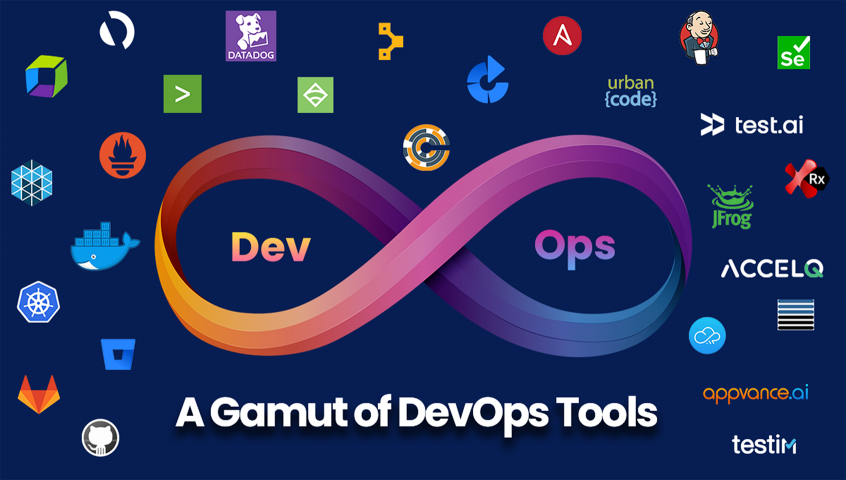 DATADOG
Se
urban
{code}
test.ai
Rx
JFrog
Dev
Ops
ACCELQ
appvance.ai
A Gamut of DevOps Tools
testim